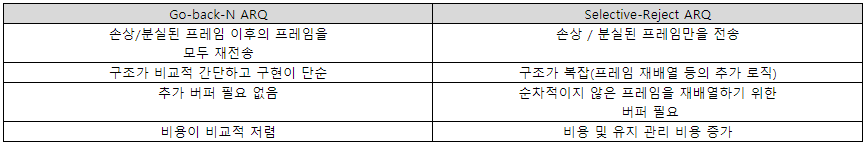 Go-back-N ARQ
Selective-Reject ARQ
손상/분실된 프레임 이후의 프레임을
모두 재전송
손상 / 분실된 프레임만을 전송
구조가 비교적 간단하고 구현이 단순
구조가 복잡(프레임 재배열 등의 추가 로직)
추가 버퍼 필요 없음
순차적이지 않은 프레임을 재배열하기 위한
버퍼 필요
비용이 비교적 저렴
비용 및 유지 관리 비용 증가